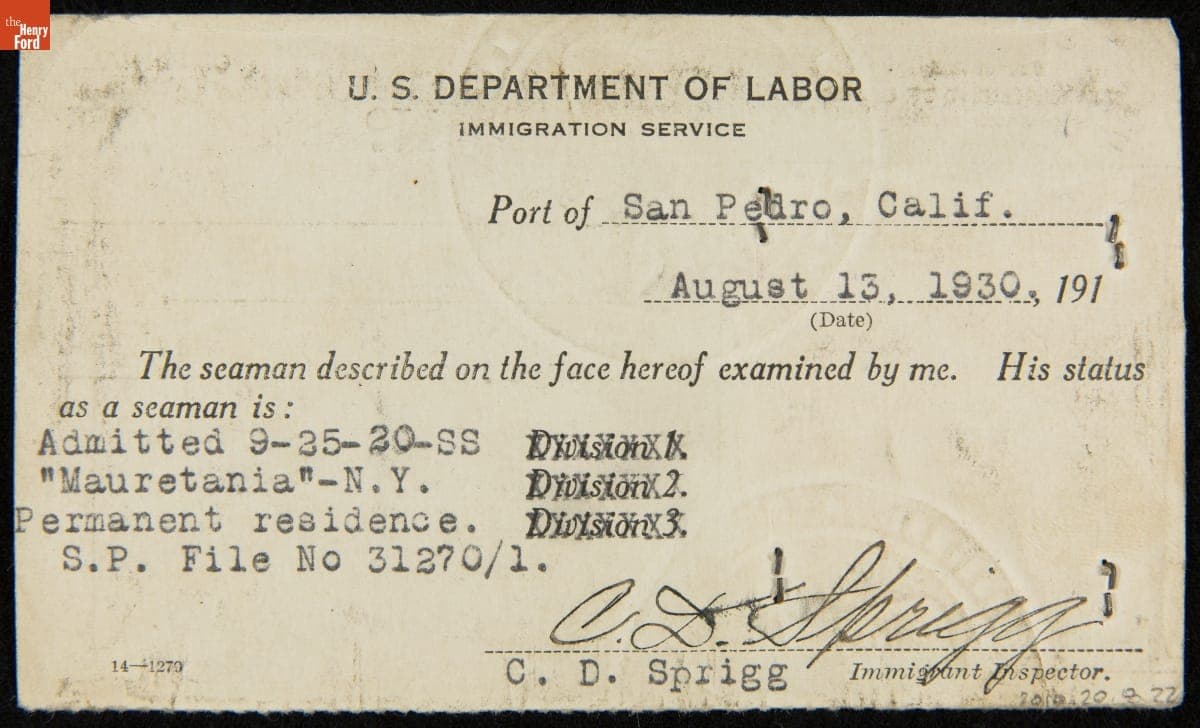 the
Henry
Ford
U. S. DEPARTMENT OF LABOR
IMMIGRATION SERVICE
Port of San Pedro, Calif.
August 13, 1930., 191
(Date)
The seaman described on the face hereof examined by me. His status
as a seaman is:
Admitted 9-25-20-SS Division 1.
"Mauretania"-N.Y. Division 2.
Permanent residence. Division 3.
S.P. File No 31270/1.
C. D. Sprigg
C. D. Sprigg Immigrant Inspector.
14—1270